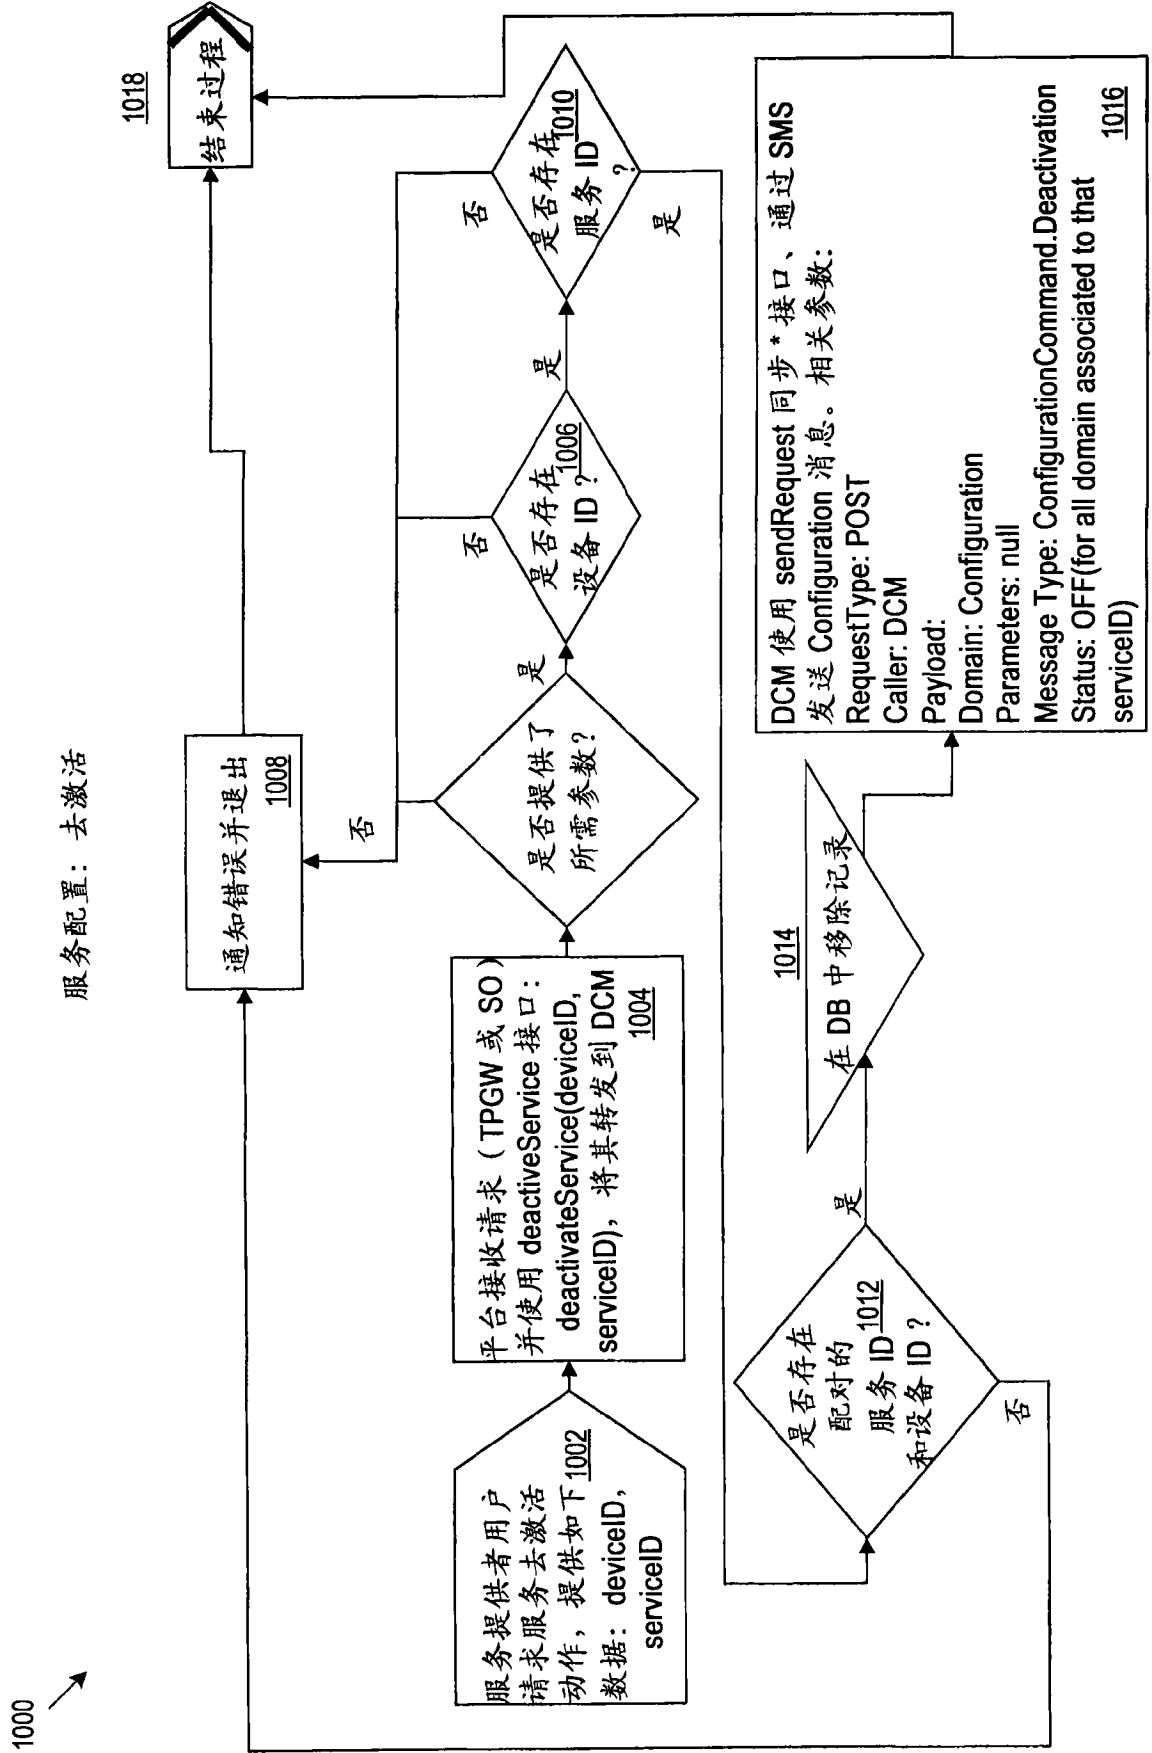 1000
服务配置：去激活
服务提供者用户
请求服务去激活
动作，提供如下
数据：deviceID,
serviceID
1002
平台接收请求（TPGW 或 SO）
并使用 deactiveService 接口：
deactivateService(deviceID,
serviceID)，将其转发到 DCM
1004
是否提供了
所需参数？
是
否
是否存在
设备 ID？
1006
是
否
通知错误并退出
1008
是否存在
服务 ID
？
1010
否
是
结束过程
1018
是否存在
配对的
服务 ID
和设备 ID？
1012
是
否
在 DB 中移除记录
1014
DCM 使用 sendRequest 同步 * 接口、通过 SMS
发送 Configuration 消息。相关参数：
RequestType: POST
Caller: DCM
Payload:
Domain: Configuration
Parameters: null
Message Type: ConfigurationCommand.Deactivation
Status: OFF(for all domain associated to that
serviceID)
1016